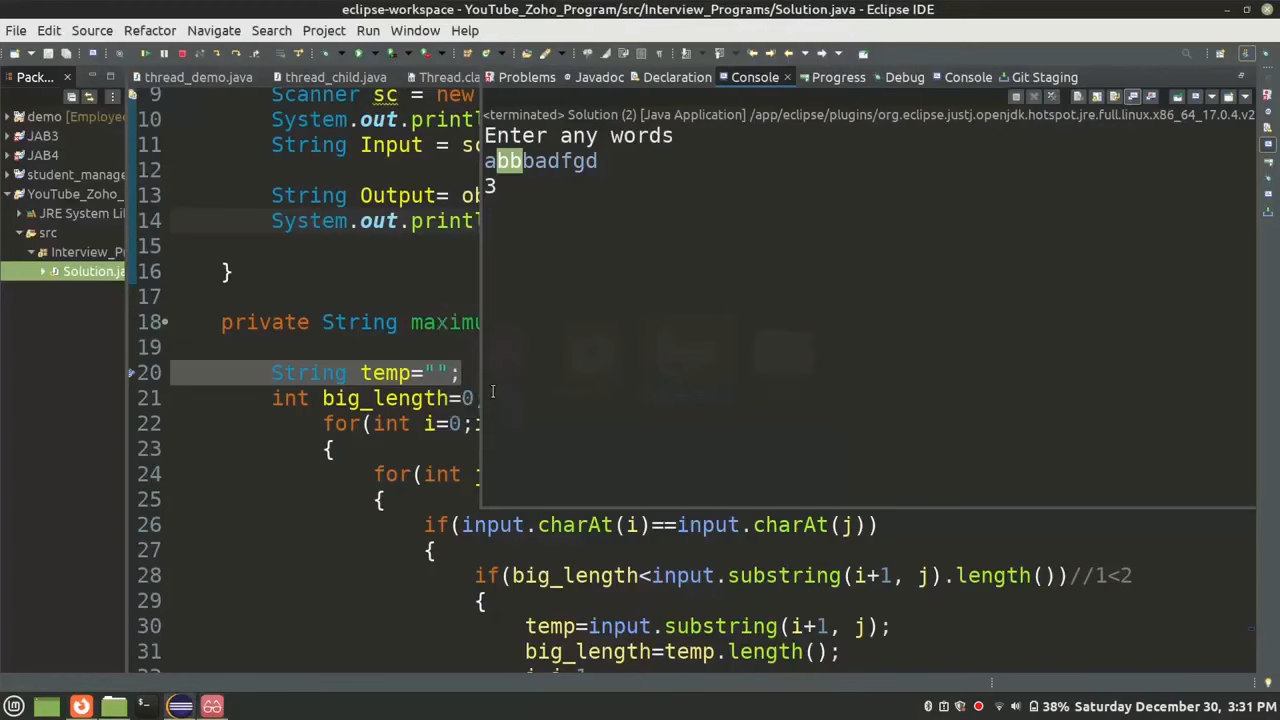 eclipse-workspace - YouTube_Zoho_Program/src/Interview_Programs/Solution.java - Eclipse IDE
File Edit Source Refactor Navigate Search Project Run Window Help
Pack... thread_demo.java thread_child.java Thread.cla Problems Javadoc Declaration Console Progress Debug Console Git Staging
demo [Employee
JAB3
JAB4
student_manage
YouTube_Zoho_
JRE System Lib
src
Interview_Pr
Solution.ja
<terminated> Solution (2) [Java Application] /app/eclipse/plugins/org.eclipse.justj.openjdk.hotspot.jre.full.linux.x86_64_17.0.4.v2
Enter any words
abbbadfgd
3
9 Scanner sc = new
10 System.out.printl
11 String Input = sc
12
13 String Output= ob
14 System.out.printl
15
16 }
17
18 private String maximu
19
20 String temp="";
21 int big_length=0;
22 for(int i=0;i
23 {
24 for(int j
25 {
26 if(input.charAt(i)==input.charAt(j))
27 {
28 if(big_length<input.substring(i+1, j).length())//1<2
29 {
30 temp=input.substring(i+1, j);
31 big_length=temp.length();
38% Saturday December 30, 3:31 PM